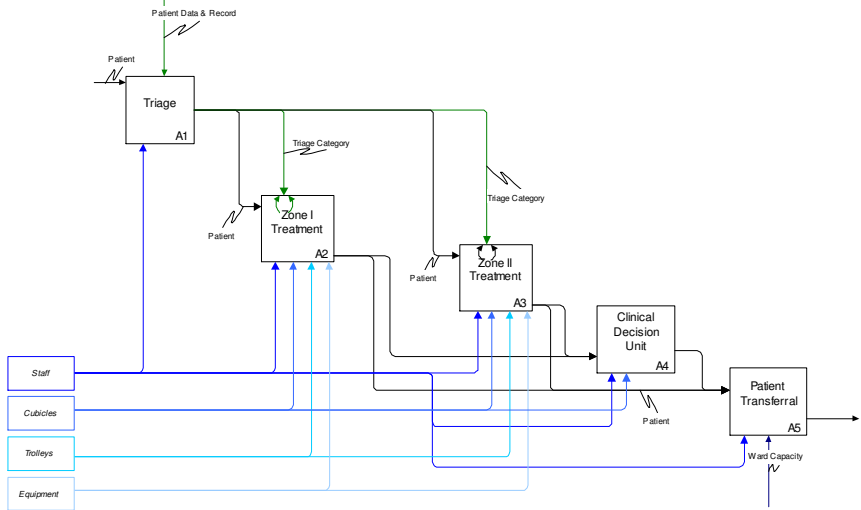 Patient Data & Record
Patient
Triage
A1
Triage Category
Triage Category
Patient
Zone I
Treatment
A2
Patient
Zone II
Treatment
A3
Clinical
Decision
Unit
A4
Staff
Cubicles
Trolleys
Equipment
Patient
Patient
Transferral
A5
Ward Capacity